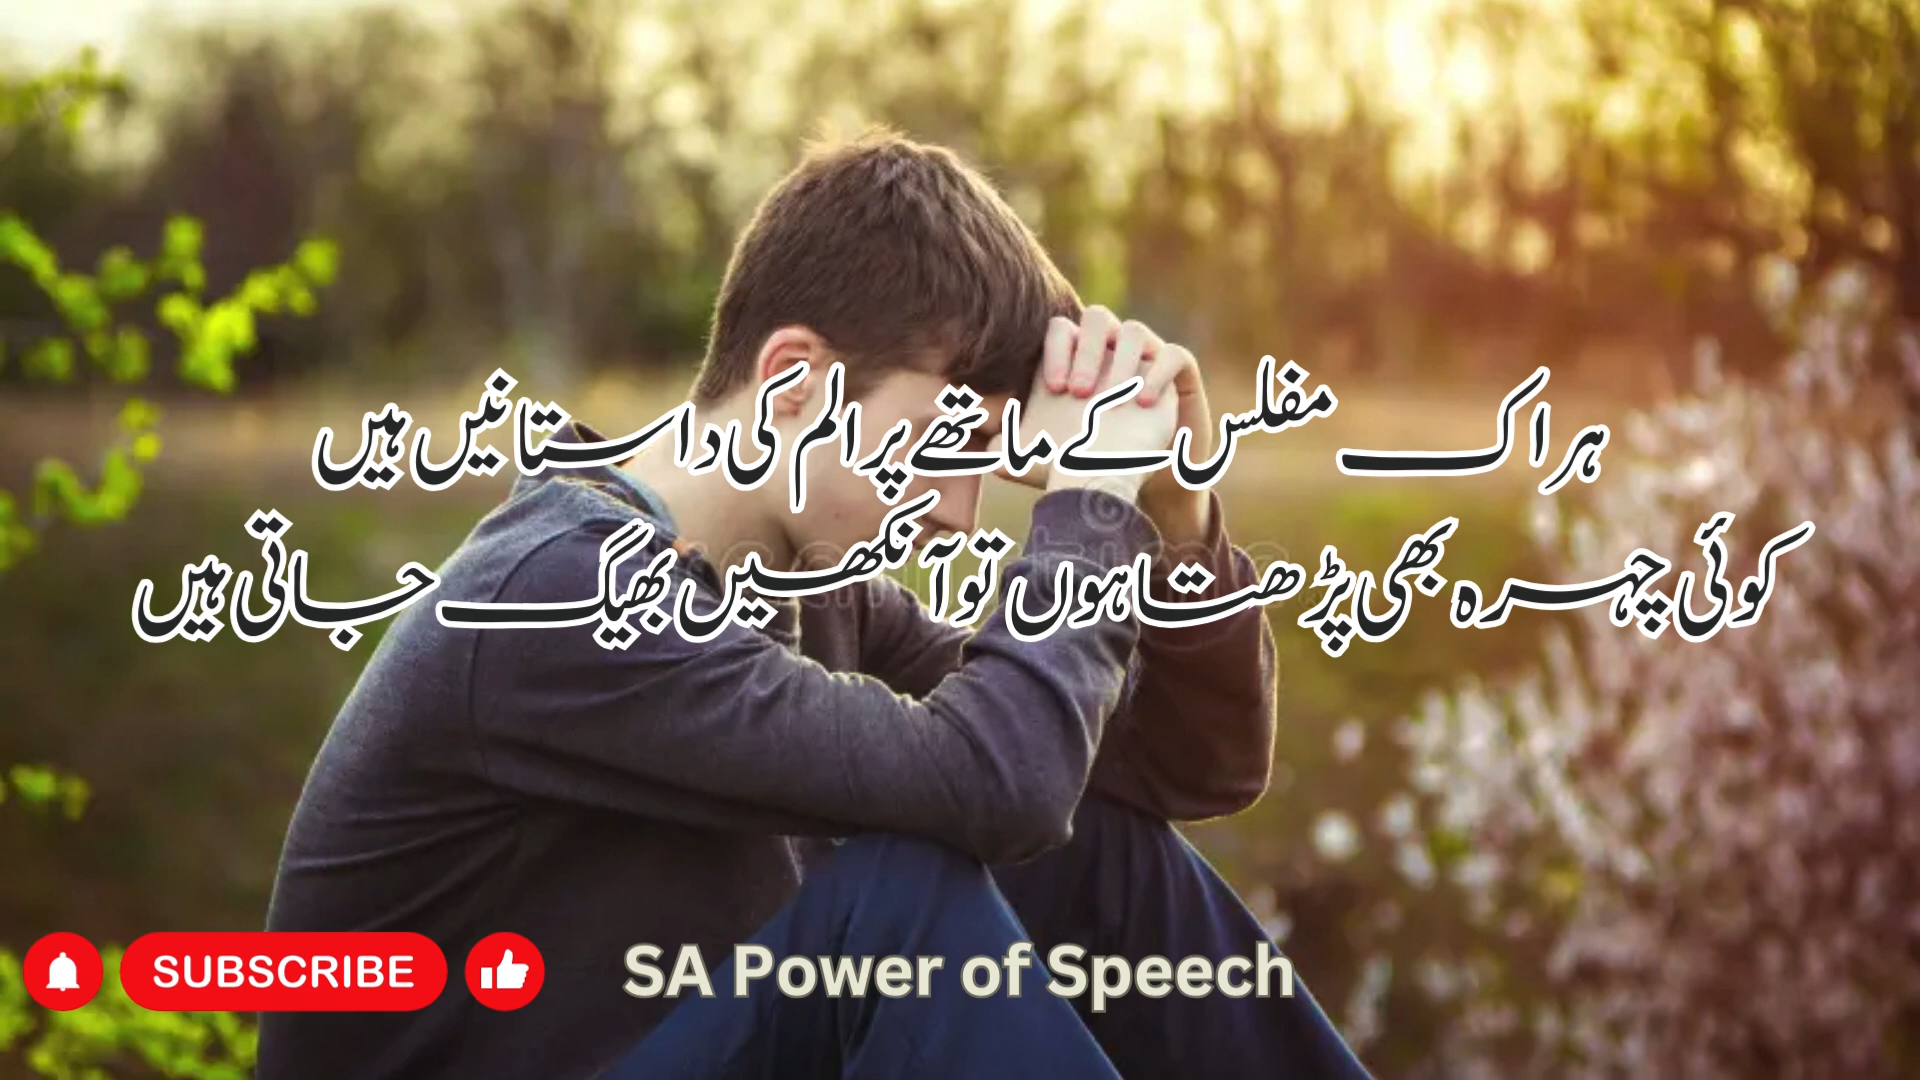 ہر اک مفلس کے ماتھے پر الم کی داستانیں ہیں
کوئی چہرہ بھی پڑھتا ہوں تو آنکھیں بھیگ جاتی ہیں
SUBSCRIBE
SA Power of Speech